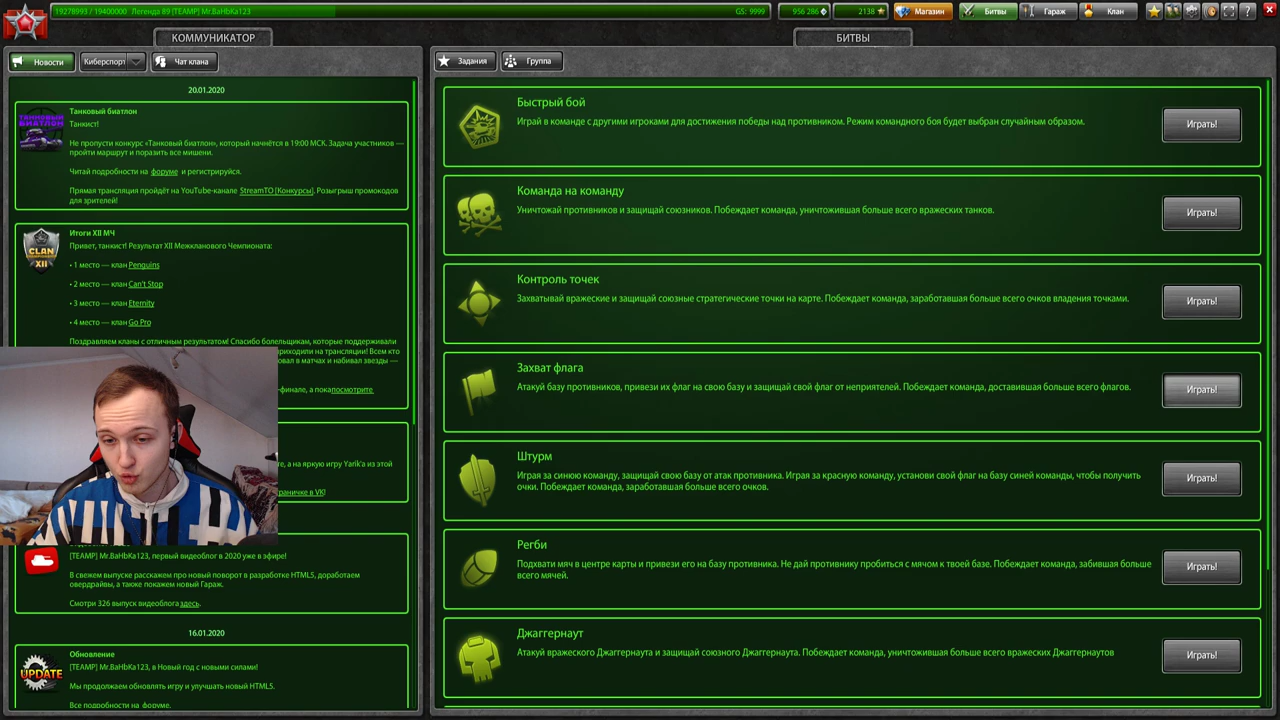 19278993 / 19400000 Легенда 89 [TEAMP] Mr.BaHbKa123
GS: 9999
956 286
2138
Магазин
Битвы
Гараж
Клан
?
КОММУНИКАТОР
БИТВЫ
Новости
Киберспорт
Чат клана
Задания
Группа
20.01.2020
ТАНКОВЫЙ БИАТЛОН
Танковый биатлон
Танкист!
Не пропусти конкурс «Танковый биатлон», который начнётся в 19:00 МСК. Задача участников —
пройти маршрут и поразить все мишени.
Читай подробности на форуме и регистрируйся.
Прямая трансляция пройдёт на YouTube-канале StreamTO [Конкурсы]. Розыгрыш промокодов
для зрителей!
CLAN
XII
Итоги XII МЧ
Привет, танкист! Результат XII Межкланового Чемпионата:
• 1 место — клан Penguins
• 2 место — клан Can't Stop
• 3 место — клан Eternity
• 4 место — клан Go Pro
Поздравляем кланы с отличным результатом! Спасибо болельщикам, которые поддерживали
приходили на трансляции! Всем кто
овал в матчах и набивал звезды —
-финале, а пока посмотрите
те, а на яркую игру Yarik'а из этой
раничке в VK!
[TEAMP] Mr.BaHbKa123, первый видеоблог в 2020 уже в эфире!
В свежем выпуске расскажем про новый поворот в разработке HTML5, доработаем
овердрайвы, а также покажем новый Гараж.
Смотри 326 выпуск видеоблога здесь.
16.01.2020
UPDATE
Обновление
[TEAMP] Mr.BaHbKa123, в Новый год с новыми силами!
Мы продолжаем обновлять игру и улучшать новый HTML5.
Все подробности на форуме.
Быстрый бой
Играй в команде с другими игроками для достижения победы над противником. Режим командного боя будет выбран случайным образом.
Играть!
Команда на команду
Уничтожай противников и защищай союзников. Побеждает команда, уничтожившая больше всего вражеских танков.
Играть!
Контроль точек
Захватывай вражеские и защищай союзные стратегические точки на карте. Побеждает команда, заработавшая больше всего очков владения точками.
Играть!
Захват флага
Атакуй базу противников, привези их флаг на свою базу и защищай свой флаг от неприятелей. Побеждает команда, доставившая больше всего флагов.
Играть!
Штурм
Играя за синюю команду, защищай свою базу от атак противника. Играя за красную команду, установи свой флаг на базу синей команды, чтобы получить
очки. Побеждает команда, заработавшая больше всего очков.
Играть!
Регби
Подхвати мяч в центре карты и привези его на базу противника. Не дай противнику пробиться с мячом к твоей базе. Побеждает команда, забившая больше
всего мячей.
Играть!
Джаггернаут
Атакуй вражеского Джаггернаута и защищай союзного Джаггернаута. Побеждает команда, уничтожившая больше всего вражеских Джаггернаутов
Играть!